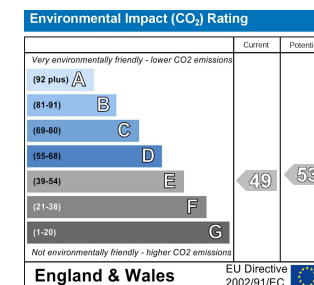 Environmental Impact (CO₂) Rating
Current Potenti
Very environmentally friendly - lower CO2 emissions
(92 plus) A
(81-91) B
(69-80) C
(55-68) D
(39-54) E 49 53
(21-38) F
(1-20) G
Not environmentally friendly - higher CO2 emissions
England & Wales
EU Directive
2002/91/EC